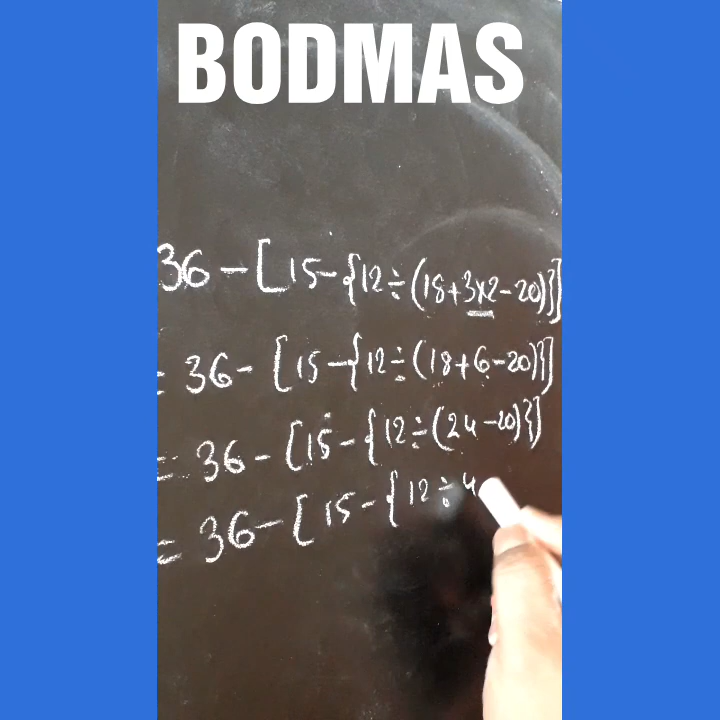 BODMAS
36-[15-{12÷(18+3x2-20)}]
= 36-[15-{12÷(18+6-20)}]
= 36-[15-{12÷(24-20)}]
= 36-[15-{12÷4